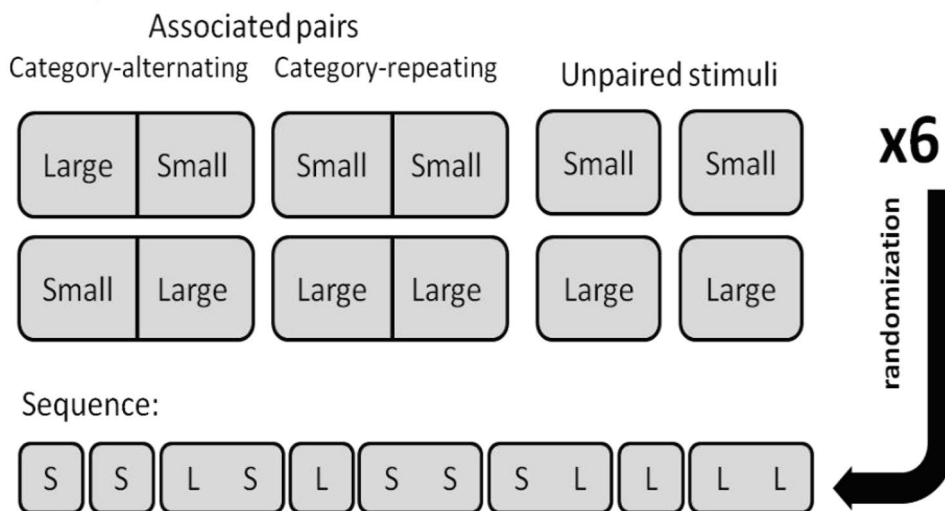 Associated pairs
Category-alternating Category-repeating Unpaired stimuli
Large Small Small Small Small Small x6
Small Large Large Large Large Large
randomization
Sequence:
S S L S L S S S L L L L